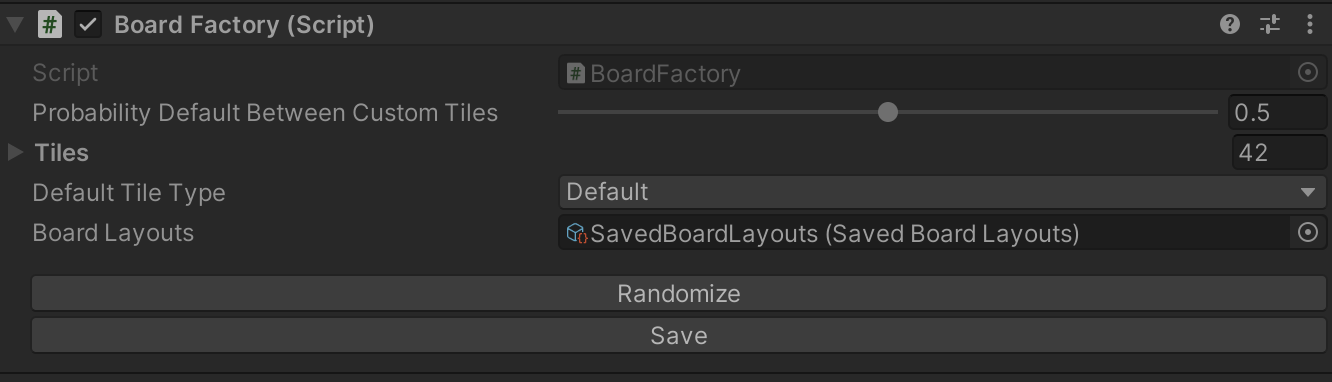 # Board Factory (Script)
Script # BoardFactory
Probability Default Between Custom Tiles 0.5
Tiles 42
Default Tile Type Default
Board Layouts {} SavedBoardLayouts (Saved Board Layouts)
Randomize
Save